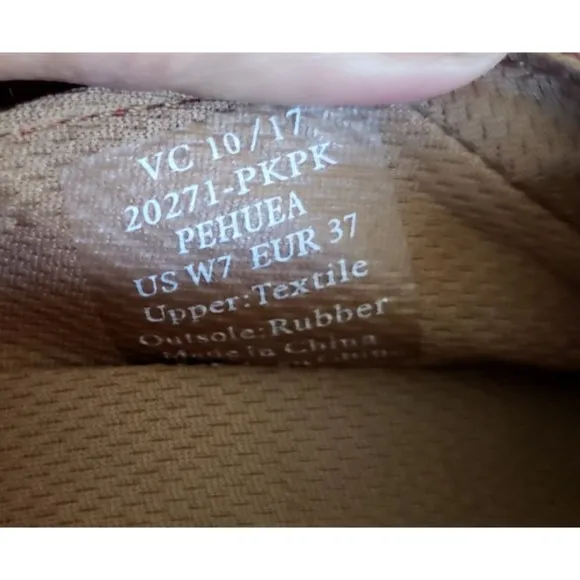 VC 10/17
20271-PKPK
PEHUEA
US W7 EUR 37
Upper:Textile
Outsole:Rubber
Made in China